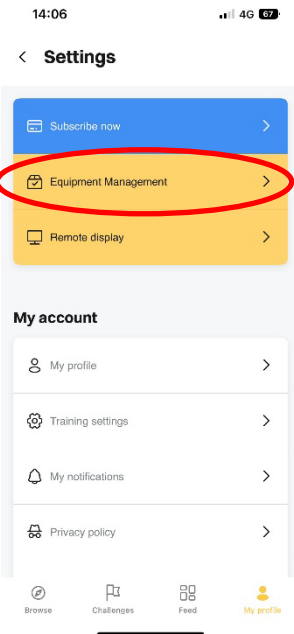 14:06 4G 67
Settings
Subscribe now
Equipment Management
Remote display
My account
My profile
Training settings
My notifications
Privacy policy
Browse Challenges Feed My profile